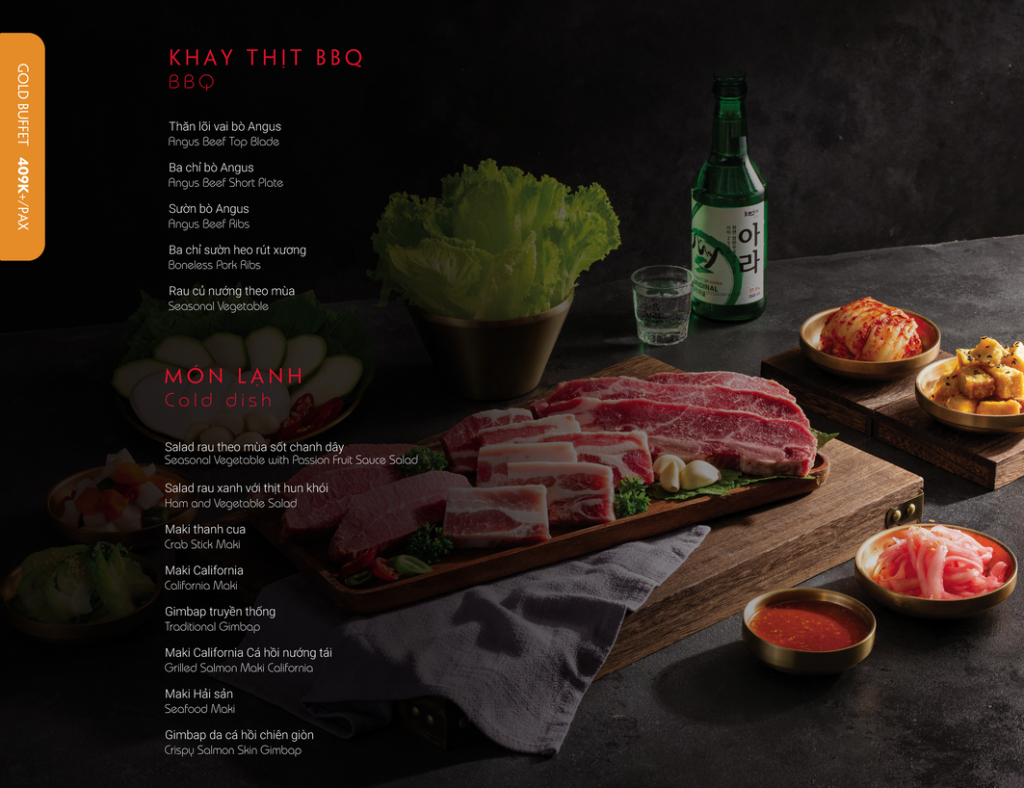 GOLD BUFFET 409K+/PAX
KHAY THỊT BBQ
BBQ
Thăn lõi vai bò Angus
Angus Beef Top Blade
Ba chỉ bò Angus
Angus Beef Short Plate
Sườn bò Angus
Angus Beef Ribs
Ba chỉ sườn heo rút xương
Boneless Pork Ribs
Rau củ nướng theo mùa
Seasonal Vegetable
MÓN LẠNH
Cold dish
Salad rau theo mùa sốt chanh dây
Seasonal Vegetable with Passion Fruit Sauce Salad
Salad rau xanh với thịt hun khói
Ham and Vegetable Salad
Maki thanh cua
Crab Stick Maki
Maki California
California Maki
Gimbap truyền thống
Traditional Gimbap
Maki California Cá hồi nướng tái
Grilled Salmon Maki California
Maki Hải sản
Seafood Maki
Gimbap da cá hồi chiên giòn
Crispy Salmon Skin Gimbap
아라